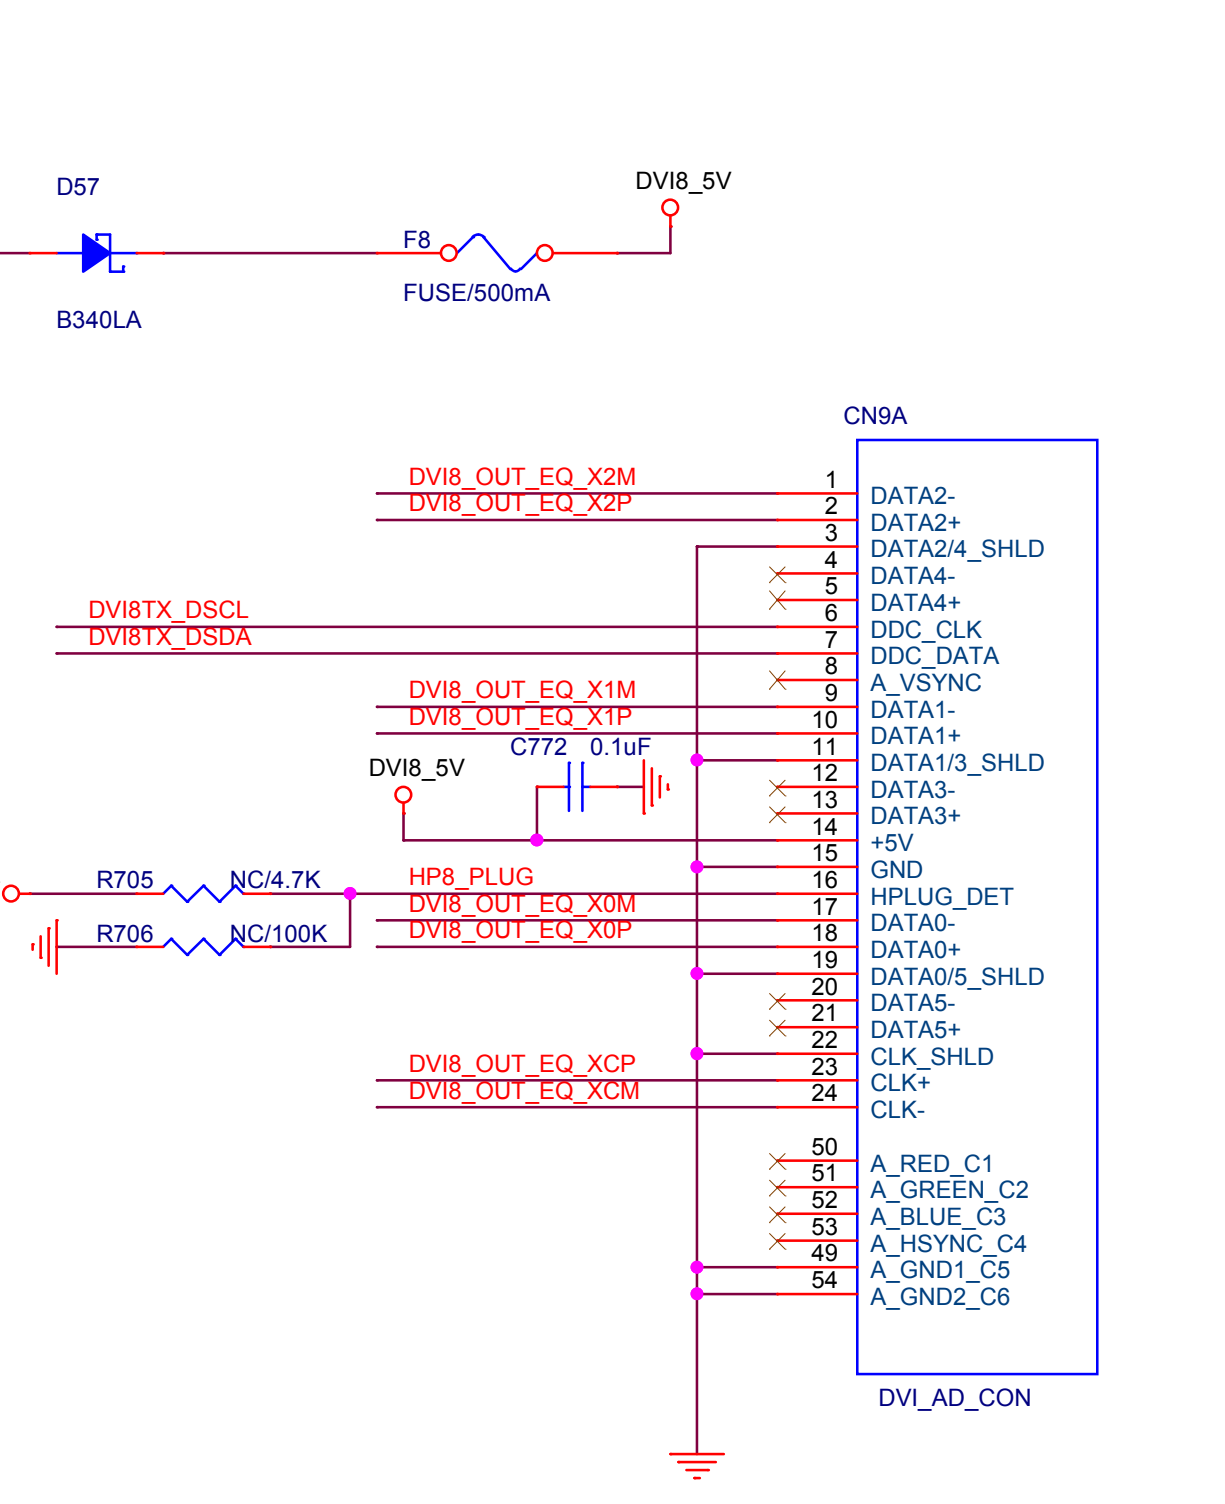 DVI8_5V
D57
F8
FUSE/500mA
B340LA
CN9A
DVI8_OUT_EQ_X2M 1 DATA2-
DVI8_OUT_EQ_X2P 2 DATA2+
3 DATA2/4_SHLD
4 DATA4-
5 DATA4+
DVI8TX_DSCL 6 DDC_CLK
DVI8TX_DSDA 7 DDC_DATA
8 A_VSYNC
DVI8_OUT_EQ_X1M 9 DATA1-
DVI8_OUT_EQ_X1P 10 DATA1+
C772 0.1uF 11 DATA1/3_SHLD
DVI8_5V 12 DATA3-
13 DATA3+
14 +5V
15 GND
R705 NC/4.7K HP8_PLUG 16 HPLUG_DET
DVI8_OUT_EQ_X0M 17 DATA0-
R706 NC/100K DVI8_OUT_EQ_X0P 18 DATA0+
19 DATA0/5_SHLD
20 DATA5-
21 DATA5+
22 CLK_SHLD
DVI8_OUT_EQ_XCP 23 CLK+
DVI8_OUT_EQ_XCM 24 CLK-
50 A_RED_C1
51 A_GREEN_C2
52 A_BLUE_C3
53 A_HSYNC_C4
49 A_GND1_C5
54 A_GND2_C6
DVI_AD_CON